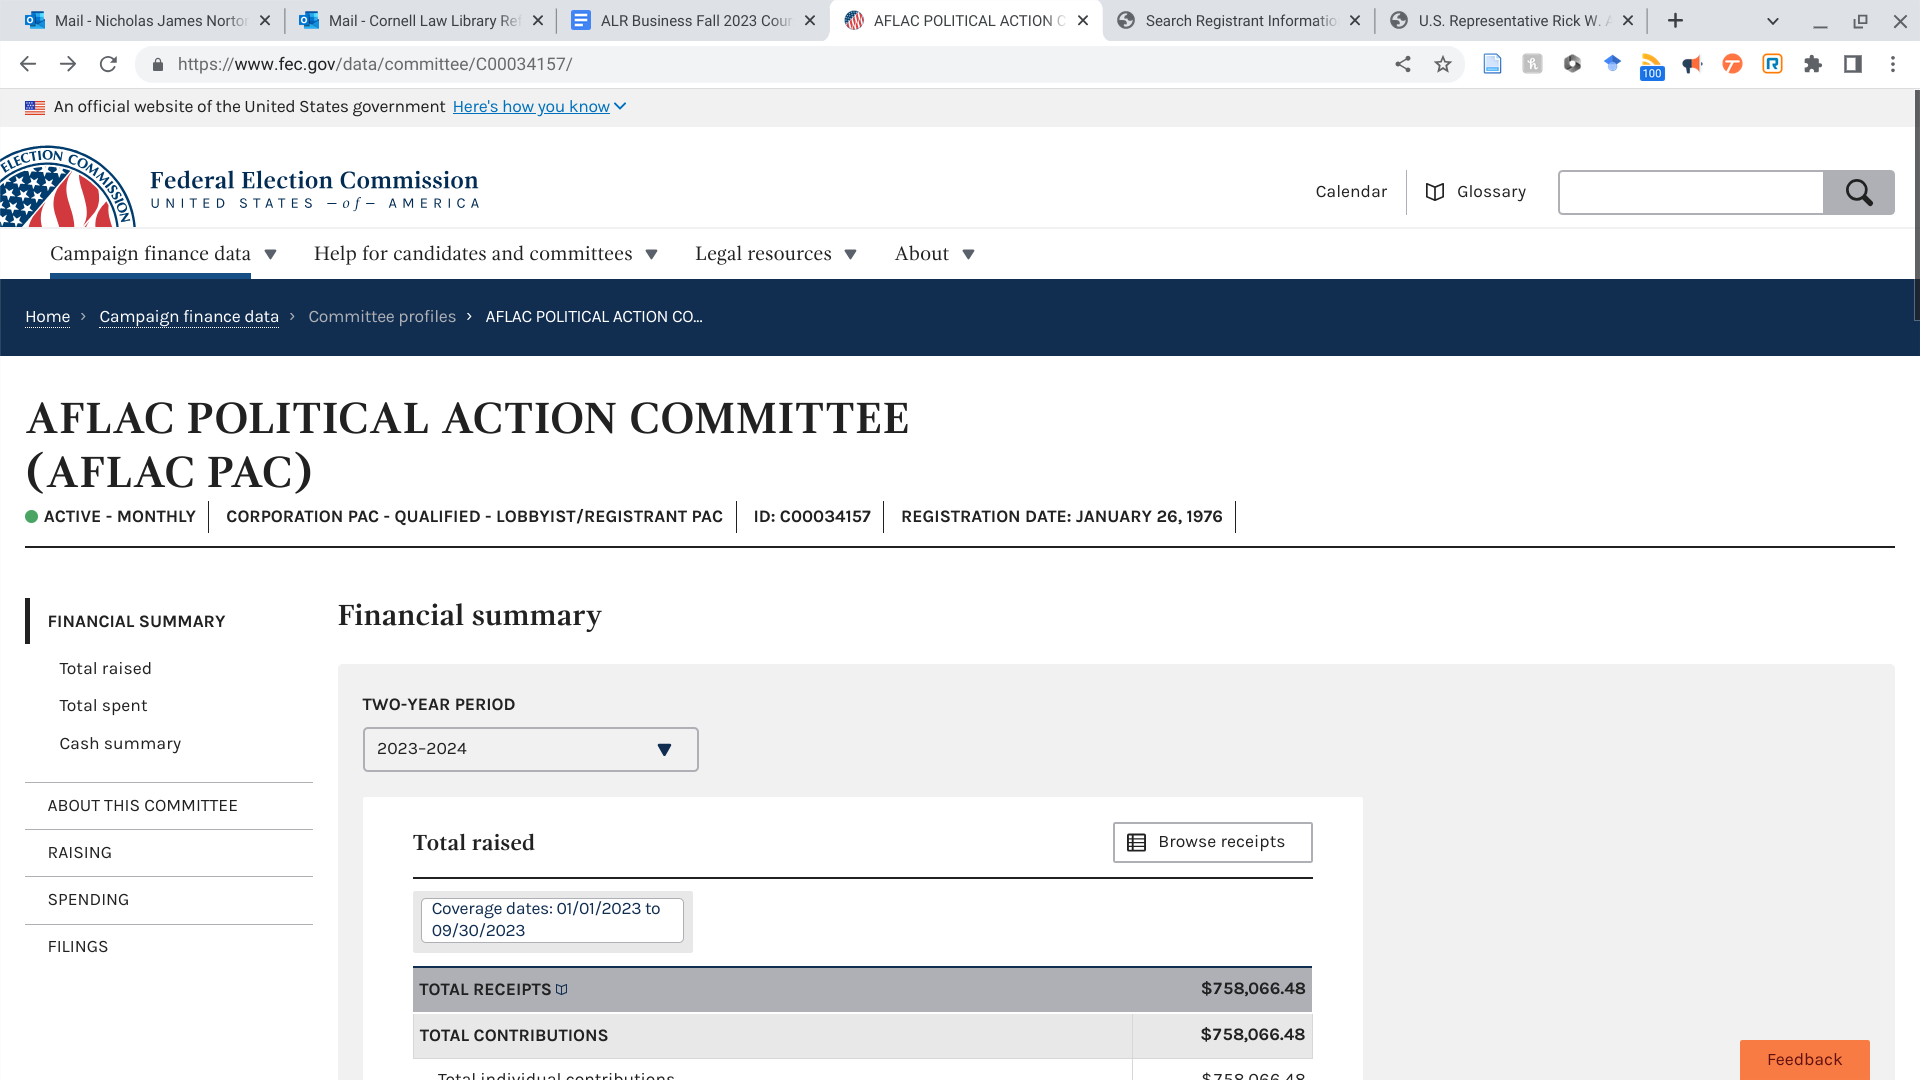 Mail - Nicholas James Norto
Mail - Cornell Law Library Ref
ALR Business Fall 2023 Cour
AFLAC POLITICAL ACTION C
Search Registrant Informatio
U.S. Representative Rick W. A
https://www.fec.gov/data/committee/C00034157/
100
An official website of the United States government Here's how you know
ELECTION COMMISSION
Federal Election Commission
UNITED STATES —of— AMERICA
Calendar
Glossary
Campaign finance data
Help for candidates and committees
Legal resources
About
Home › Campaign finance data › Committee profiles › AFLAC POLITICAL ACTION CO...
AFLAC POLITICAL ACTION COMMITTEE
(AFLAC PAC)
ACTIVE - MONTHLY
CORPORATION PAC - QUALIFIED - LOBBYIST/REGISTRANT PAC
ID: C00034157
REGISTRATION DATE: JANUARY 26, 1976
FINANCIAL SUMMARY
Total raised
Total spent
Cash summary
ABOUT THIS COMMITTEE
RAISING
SPENDING
FILINGS
Financial summary
TWO-YEAR PERIOD
2023–2024
Total raised
Browse receipts
Coverage dates: 01/01/2023 to
09/30/2023
TOTAL RECEIPTS $758,066.48
TOTAL CONTRIBUTIONS $758,066.48
Total individual contributions $758,066.48
Feedback